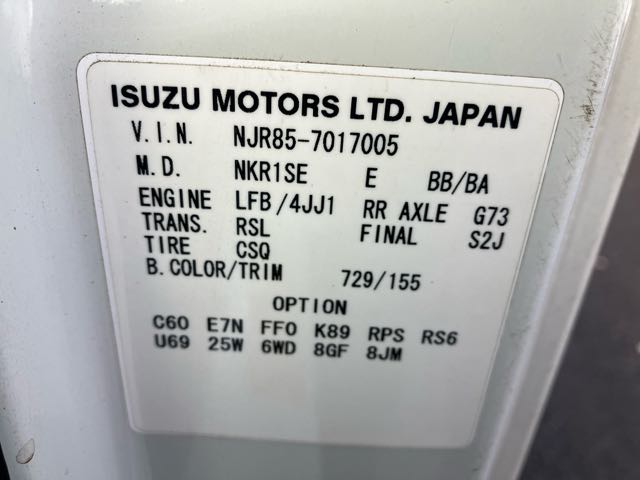 ISUZU MOTORS LTD. JAPAN
V.I.N. NJR85-7017005
M.D. NKR1SE E BB/BA
ENGINE LFB/4JJ1 RR AXLE G73
TRANS. RSL FINAL S2J
TIRE CSQ
B.COLOR/TRIM 729/155
OPTION
C60 E7N FF0 K89 RPS RS6
U69 25W 6WD 8GF 8JM